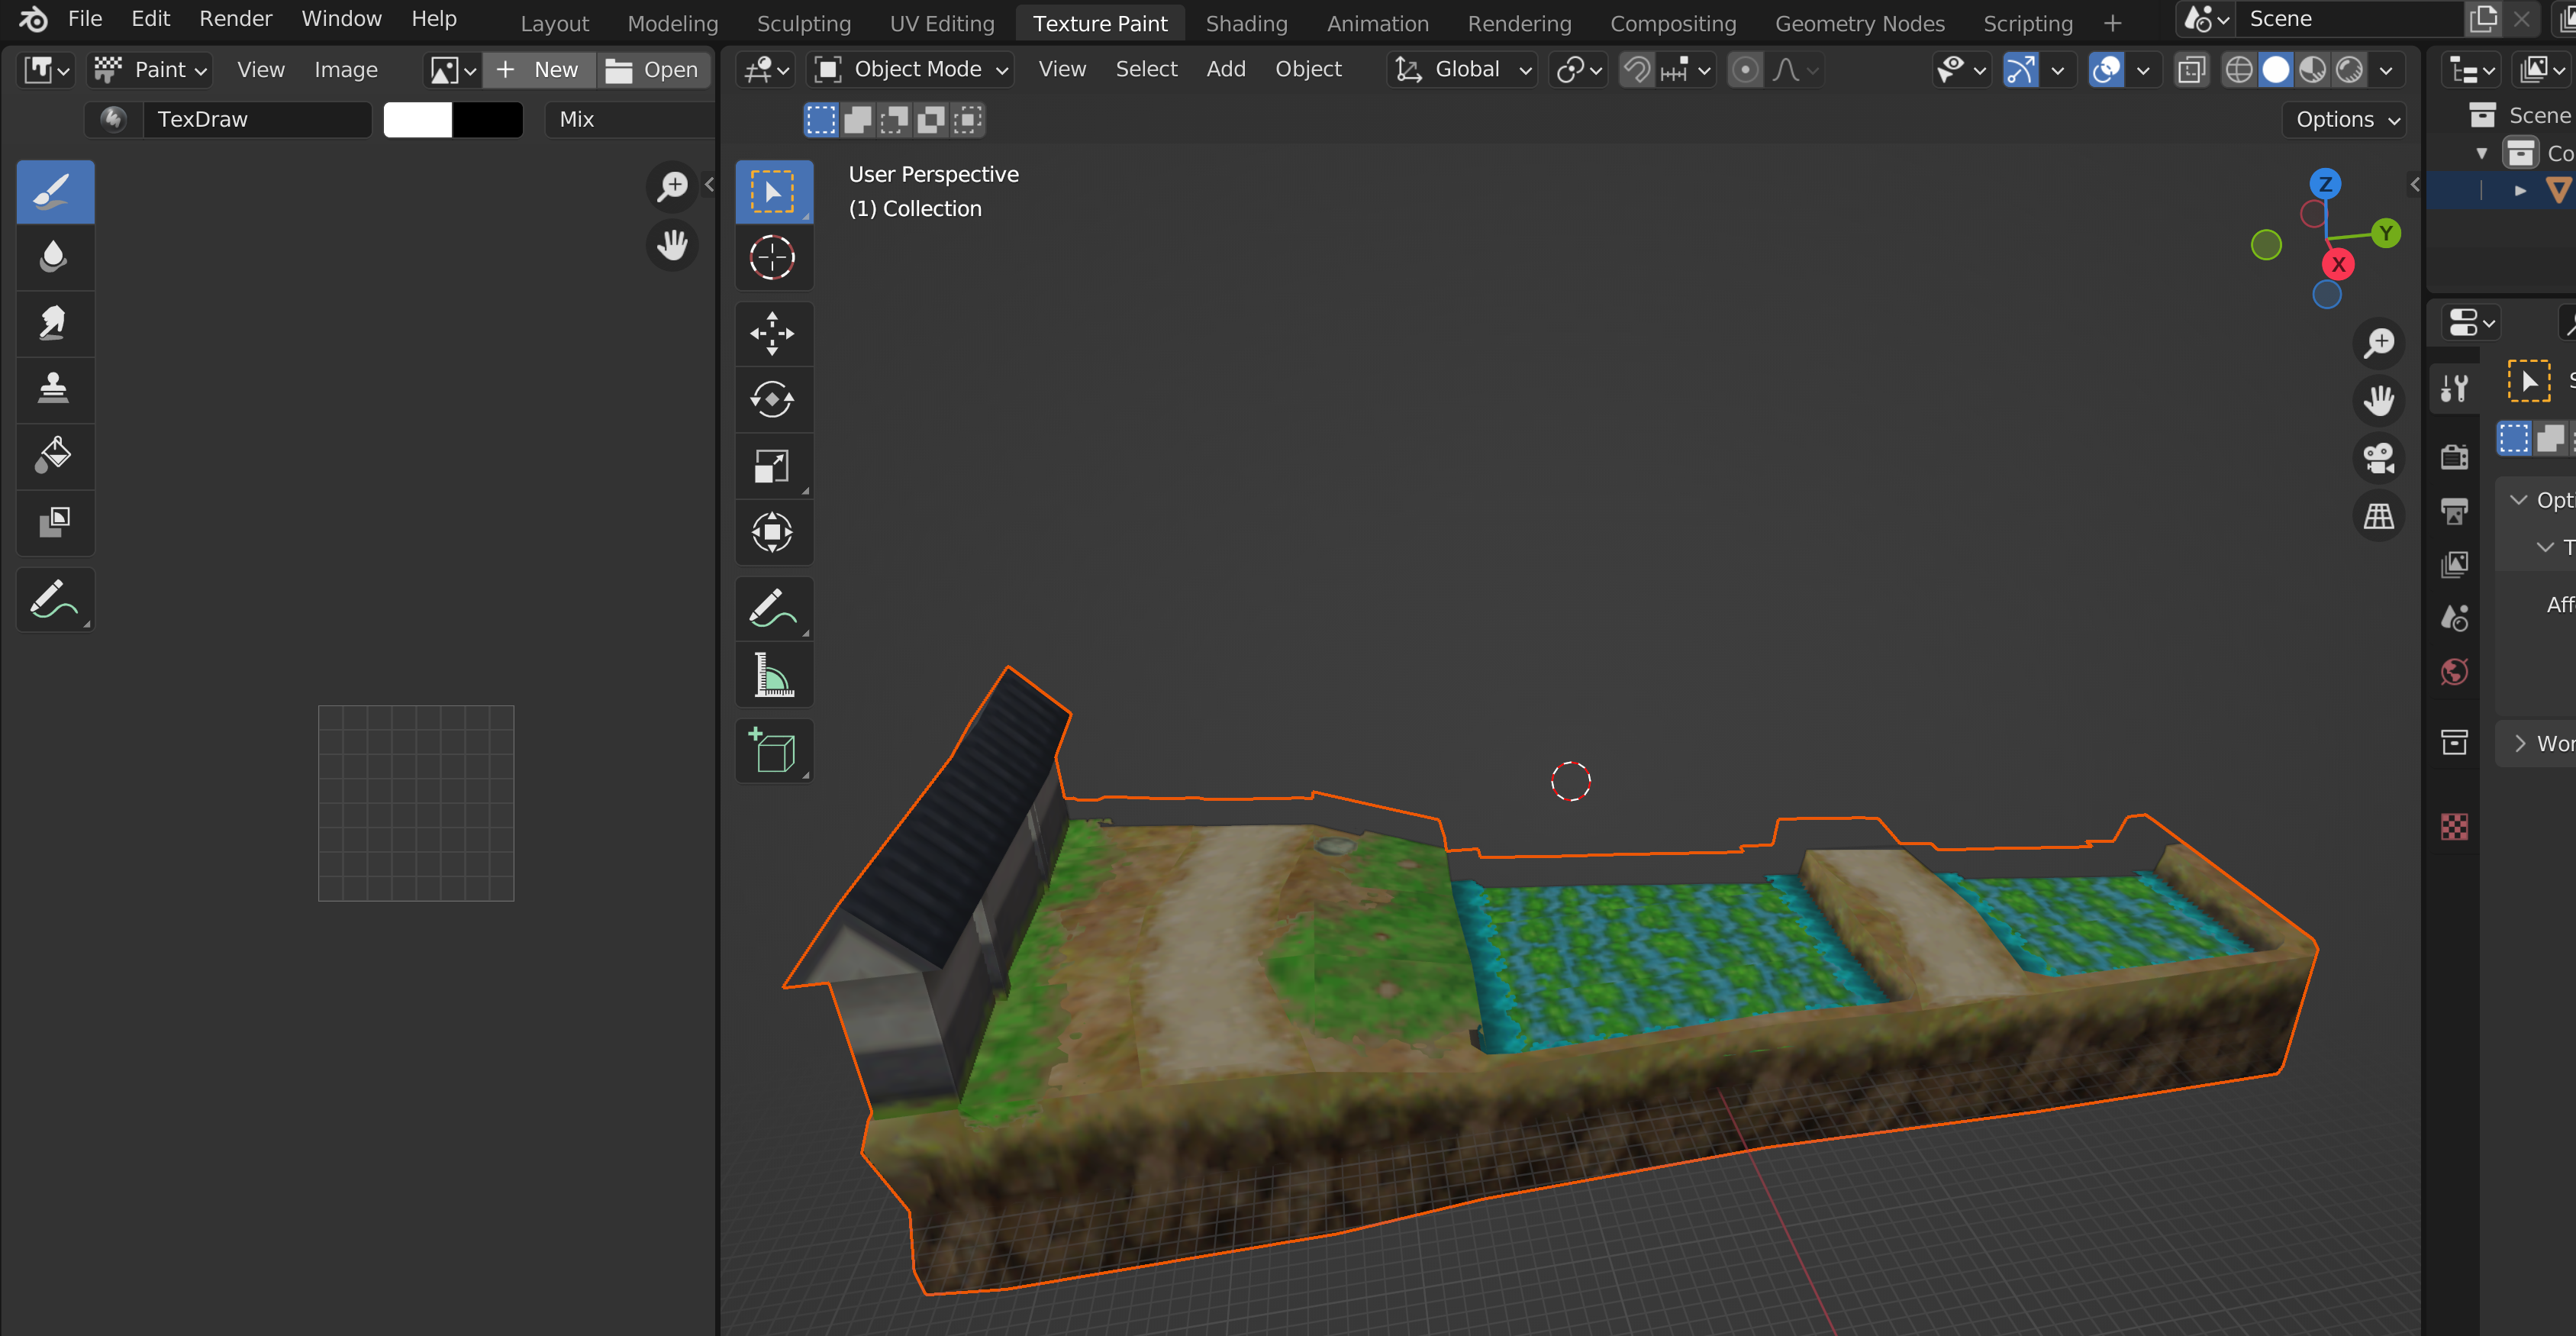 File Edit Render Window Help Layout Modeling Sculpting UV Editing Texture Paint Shading Animation Rendering Compositing Geometry Nodes Scripting + Scene
Paint View Image + New Open Object Mode View Select Add Object Global
TexDraw Mix Options
User Perspective
(1) Collection
Z
Y
X
Scene
Co
Opti
T
Aff
Wor